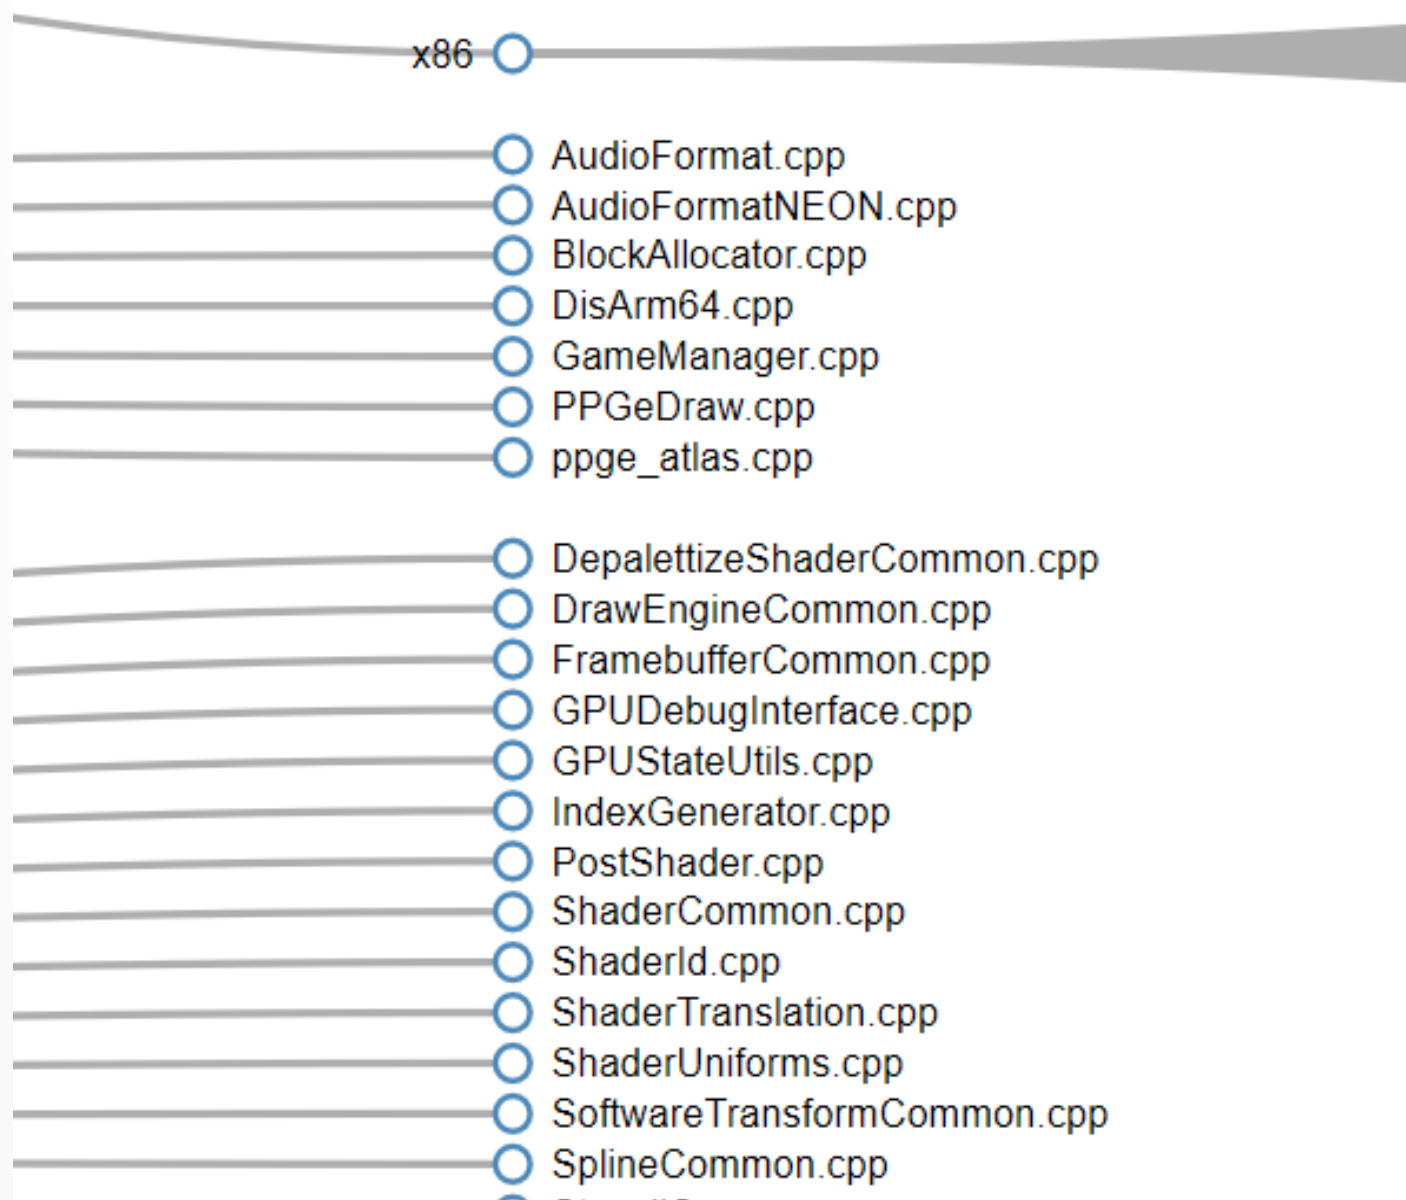 x86
AudioFormat.cpp
AudioFormatNEON.cpp
BlockAllocator.cpp
DisArm64.cpp
GameManager.cpp
PPGeDraw.cpp
ppge_atlas.cpp
DepalettizeShaderCommon.cpp
DrawEngineCommon.cpp
FramebufferCommon.cpp
GPUDebugInterface.cpp
GPUStateUtils.cpp
IndexGenerator.cpp
PostShader.cpp
ShaderCommon.cpp
ShaderId.cpp
ShaderTranslation.cpp
ShaderUniforms.cpp
SoftwareTransformCommon.cpp
SplineCommon.cpp